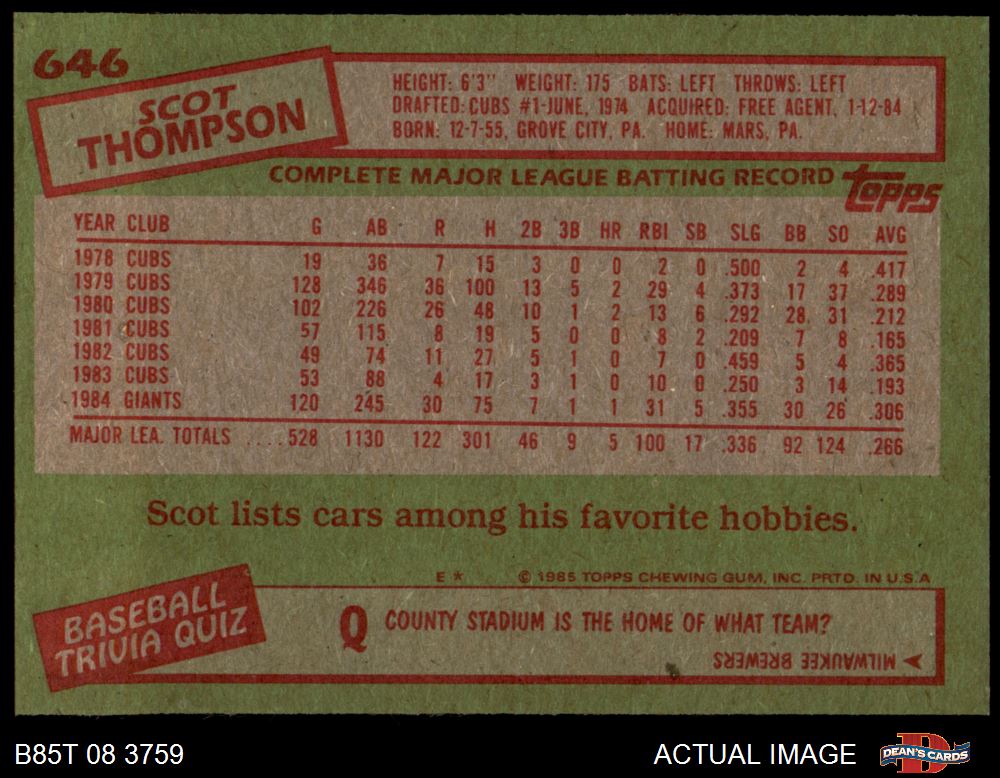 646
SCOT
THOMPSON
HEIGHT: 6'3" WEIGHT: 175 BATS: LEFT THROWS: LEFT
DRAFTED: CUBS #1-JUNE, 1974 ACQUIRED: FREE AGENT, 1-12-84
BORN: 12-7-55, GROVE CITY, PA. HOME: MARS, PA.
COMPLETE MAJOR LEAGUE BATTING RECORD topps
YEAR CLUB G AB R H 2B 3B HR RBI SB SLG BB SO AVG
1978 CUBS 19 36 7 15 3 0 0 2 0 .500 2 4 .417
1979 CUBS 128 346 36 100 13 5 2 29 4 .373 17 37 .289
1980 CUBS 102 226 26 48 10 1 2 13 6 .292 28 31 .212
1981 CUBS 57 115 8 19 5 0 0 8 2 .209 7 8 .165
1982 CUBS 49 74 11 27 5 1 0 7 0 .459 5 4 .365
1983 CUBS 53 88 4 17 3 1 0 10 0 .250 3 14 .193
1984 GIANTS 120 245 30 75 7 1 1 31 5 .355 30 26 .306
MAJOR LEA. TOTALS ....528 1130 122 301 46 9 5 100 17 .336 92 124 .266
Scot lists cars among his favorite hobbies.
E * © 1985 TOPPS CHEWING GUM, INC. PRTD. IN U.S.A
BASEBALL
TRIVIA QUIZ
Q COUNTY STADIUM IS THE HOME OF WHAT TEAM?
MILWAUKEE BREWERS
B85T 08 3759
ACTUAL IMAGE
D
DEAN'S CARDS